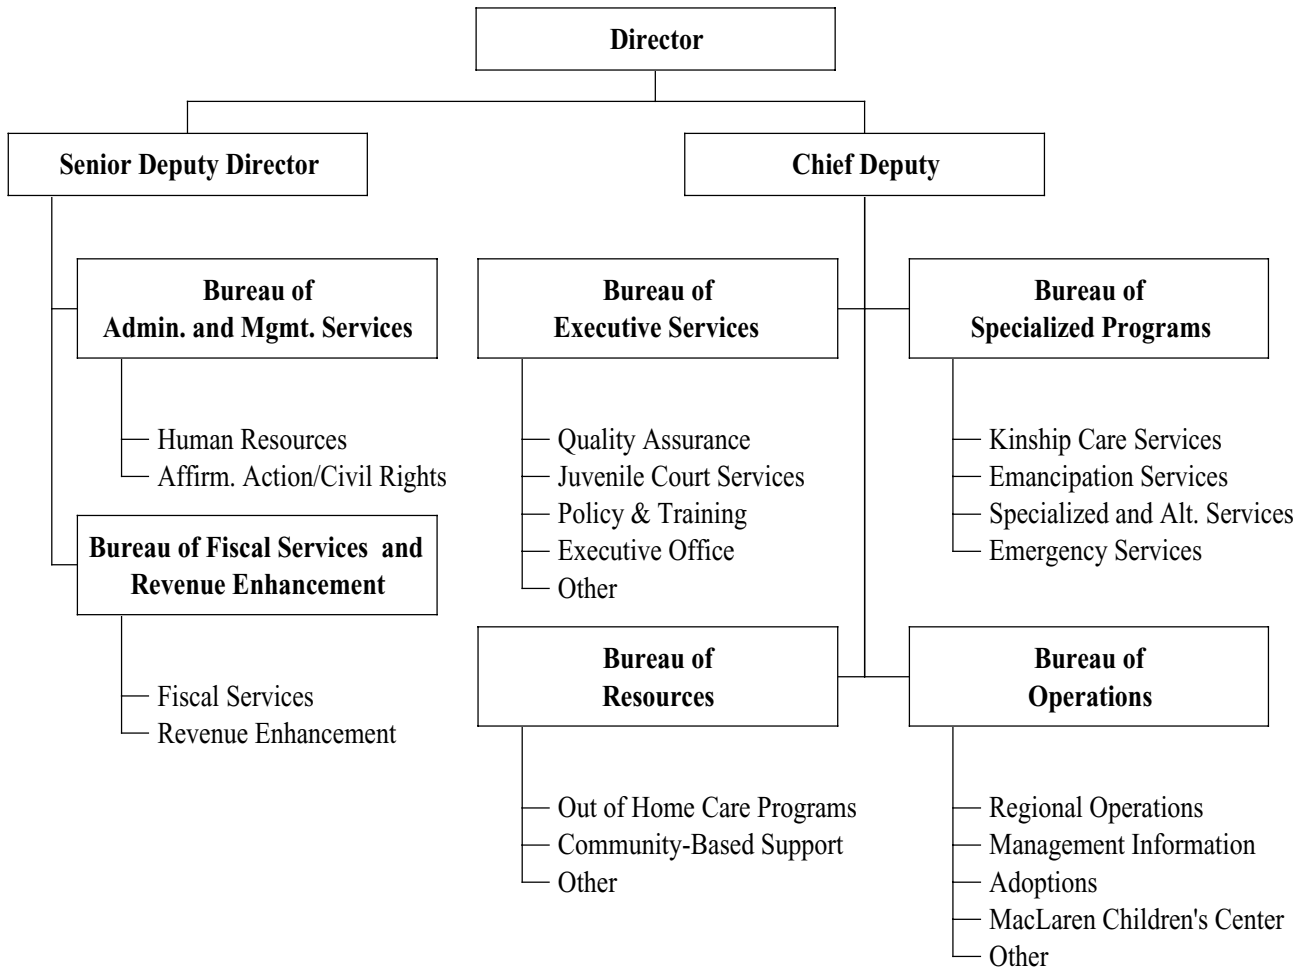 Director
Senior Deputy Director
Chief Deputy
Bureau of
Admin. and Mgmt. Services
Human Resources
Affirm. Action/Civil Rights
Bureau of Fiscal Services and
Revenue Enhancement
Fiscal Services
Revenue Enhancement
Bureau of
Executive Services
Quality Assurance
Juvenile Court Services
Policy & Training
Executive Office
Other
Bureau of
Specialized Programs
Kinship Care Services
Emancipation Services
Specialized and Alt. Services
Emergency Services
Bureau of
Resources
Out of Home Care Programs
Community-Based Support
Other
Bureau of
Operations
Regional Operations
Management Information
Adoptions
MacLaren Children's Center
Other